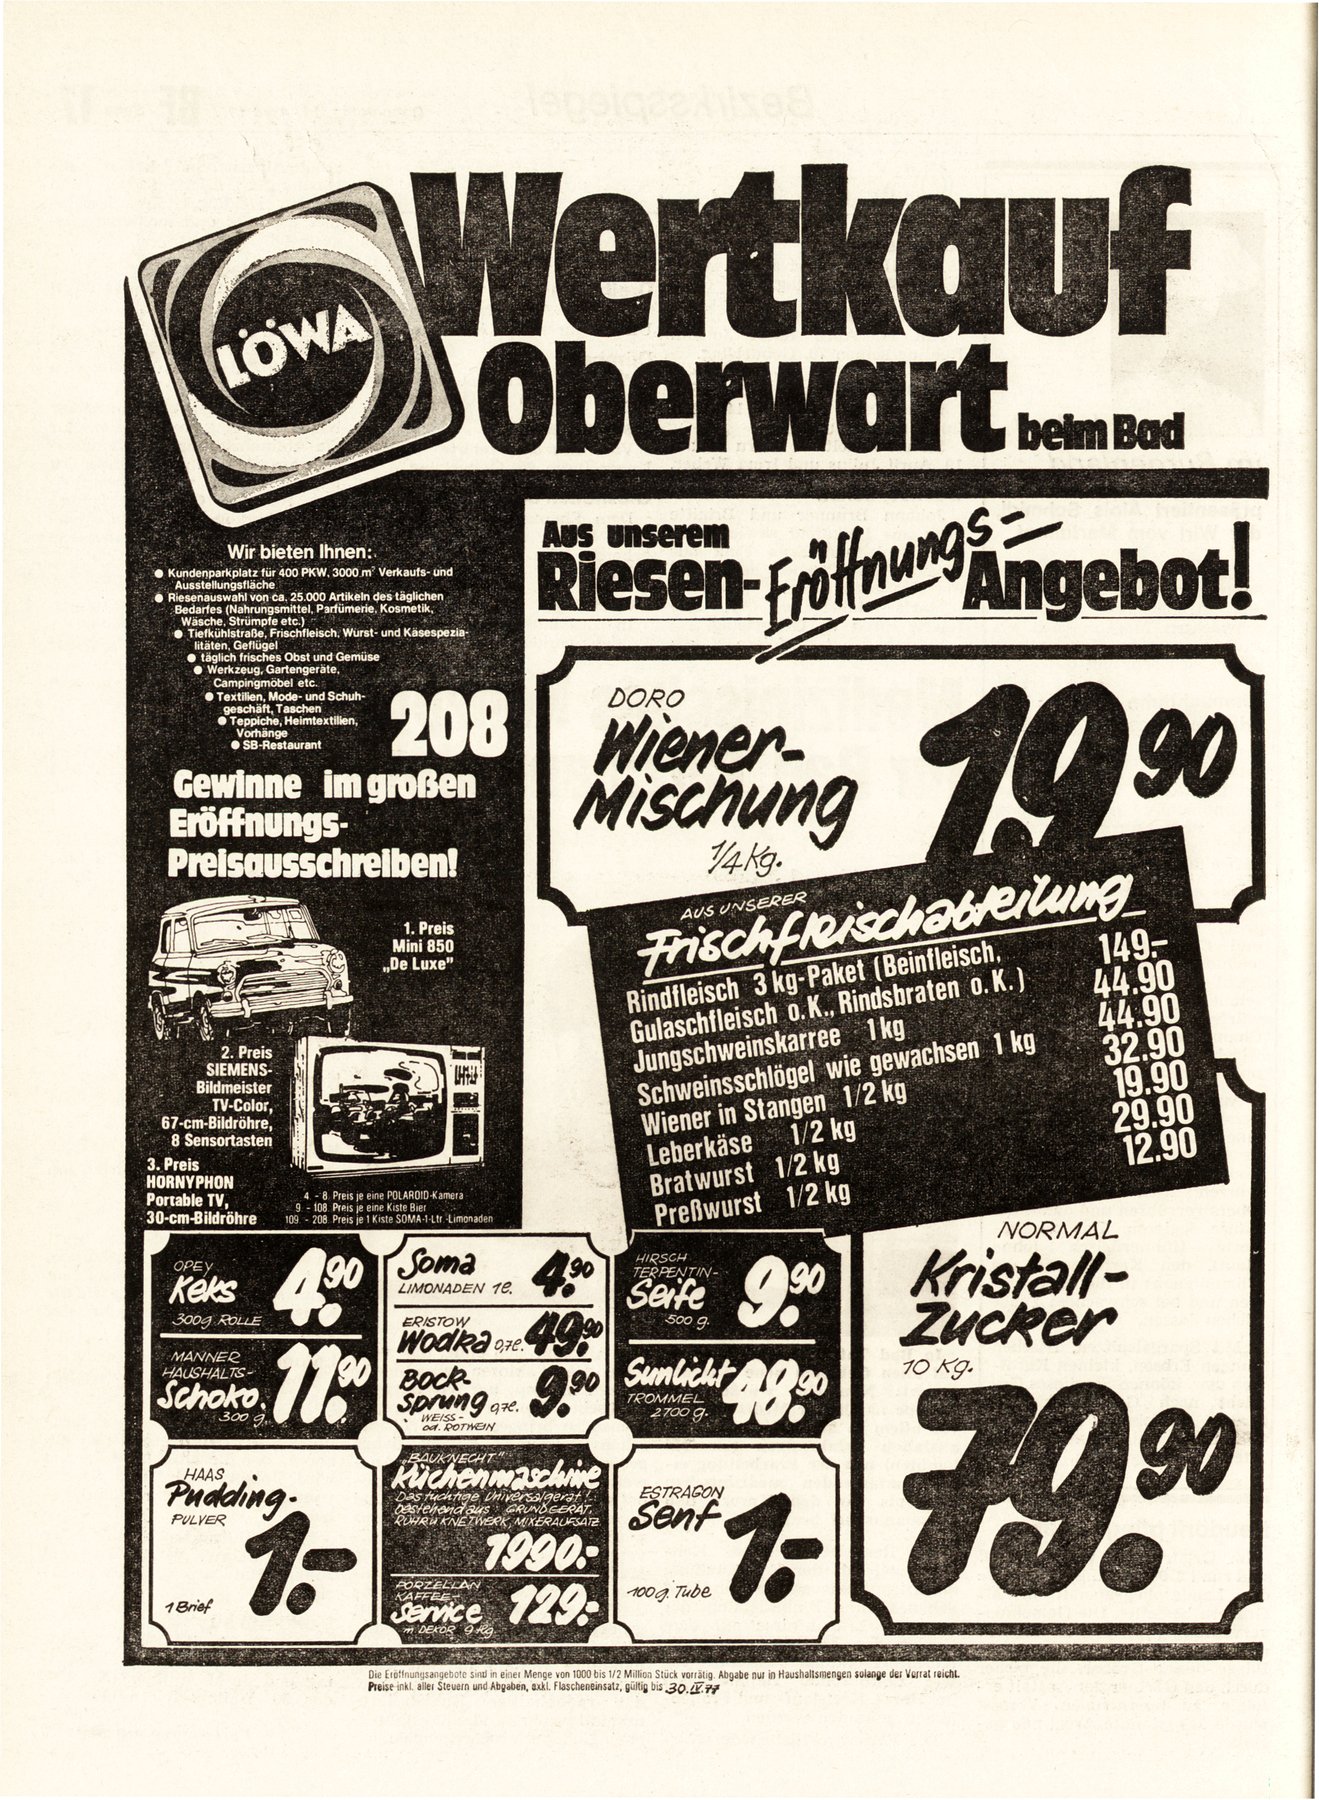 LÖWA
Wertkauf
Oberwart beim Bad
Wir bieten Ihnen:
● Kundenparkplatz für 400 PKW, 3000 m² Verkaufs- und
Ausstellungsfläche
● Riesenauswahl von ca. 25.000 Artikeln des täglichen
Bedarfes (Nahrungsmittel, Parfümerie, Kosmetik,
Wäsche, Strümpfe etc.)
● Tiefkühlstraße, Frischfleisch, Wurst- und Käsespezia-
litäten, Geflügel
● täglich frisches Obst und Gemüse
● Werkzeug, Gartengeräte,
Campingmöbel etc.
● Textilien, Mode- und Schuh-
geschäft, Taschen
● Teppiche, Heimtextilien,
Vorhänge
● SB-Restaurant
208
Gewinne im großen
Eröffnungs-
Preisausschreiben!
1. Preis
Mini 850
„De Luxe”
2. Preis
SIEMENS-
Bildmeister
TV-Color,
67-cm-Bildröhre,
8 Sensortasten
3. Preis
HORNYPHON
Portable TV,
30-cm-Bildröhre
4. - 8. Preis je eine POLAROID-Kamera
9 - 108. Preis je eine Kiste Bier
109 - 208. Preis je 1 Kiste SOMA-1-Ltr.-Limonaden
Aus unserem
Riesen-Eröffnungs-Angebot!
DORO
Wiener-
Mischung
1/4 Kg.
19.90
AUS UNSERER
Frischfleischabteilung
Rindfleisch 3 kg-Paket (Beinfleisch,
Gulaschfleisch o.K., Rindsbraten o.K.) 149.-
Jungschweinskarree 1 kg 44.90
Schweinsschlögel wie gewachsen 1 kg 44.90
Wiener in Stangen 1/2 kg 32.90
Leberkäse 1/2 kg 19.90
Bratwurst 1/2 kg 29.90
Preßwurst 1/2 kg 12.90
NORMAL
Kristall-
Zucker
10 Kg.
79.90
OPEY
Keks
300g ROLLE
4.90
MANNER
HAUSHALTS-
Schoko.
300 g.
11.90
Soma
LIMONADEN 1e.
4.90
ERISTOW
Wodka 0,7e.
49.90
Bock-
sprung 0,7e.
WEISS-
od. ROTWEIN
9.90
HIRSCH
TERPENTIN-
Seife
500 g.
9.90
Sunlicht
TROMMEL
2700 g.
48.90
HAAS
Pudding-
PULVER
1.-
1 Brief
„BAUKNECHT”
Küchenmaschine
Das tüchtige Universalgerät!
bestehend aus: GRUNDGERÄT,
RÜHR U. KNETWERK, MIXERAUFSATZ
1990.-
PORZELLAN
KAFFEE-
Service
m. DEKOR 9 Kg.
129.-
ESTRAGON
Senf
1.-
100g. Tube
Die Eröffnungsangebote sind in einer Menge von 1000 bis 1/2 Million Stück vorrätig. Abgabe nur in Haushaltsmengen solange der Vorrat reicht.
Preise inkl. aller Steuern und Abgaben, exkl. Flascheneinsatz, gültig bis 30.IV.77